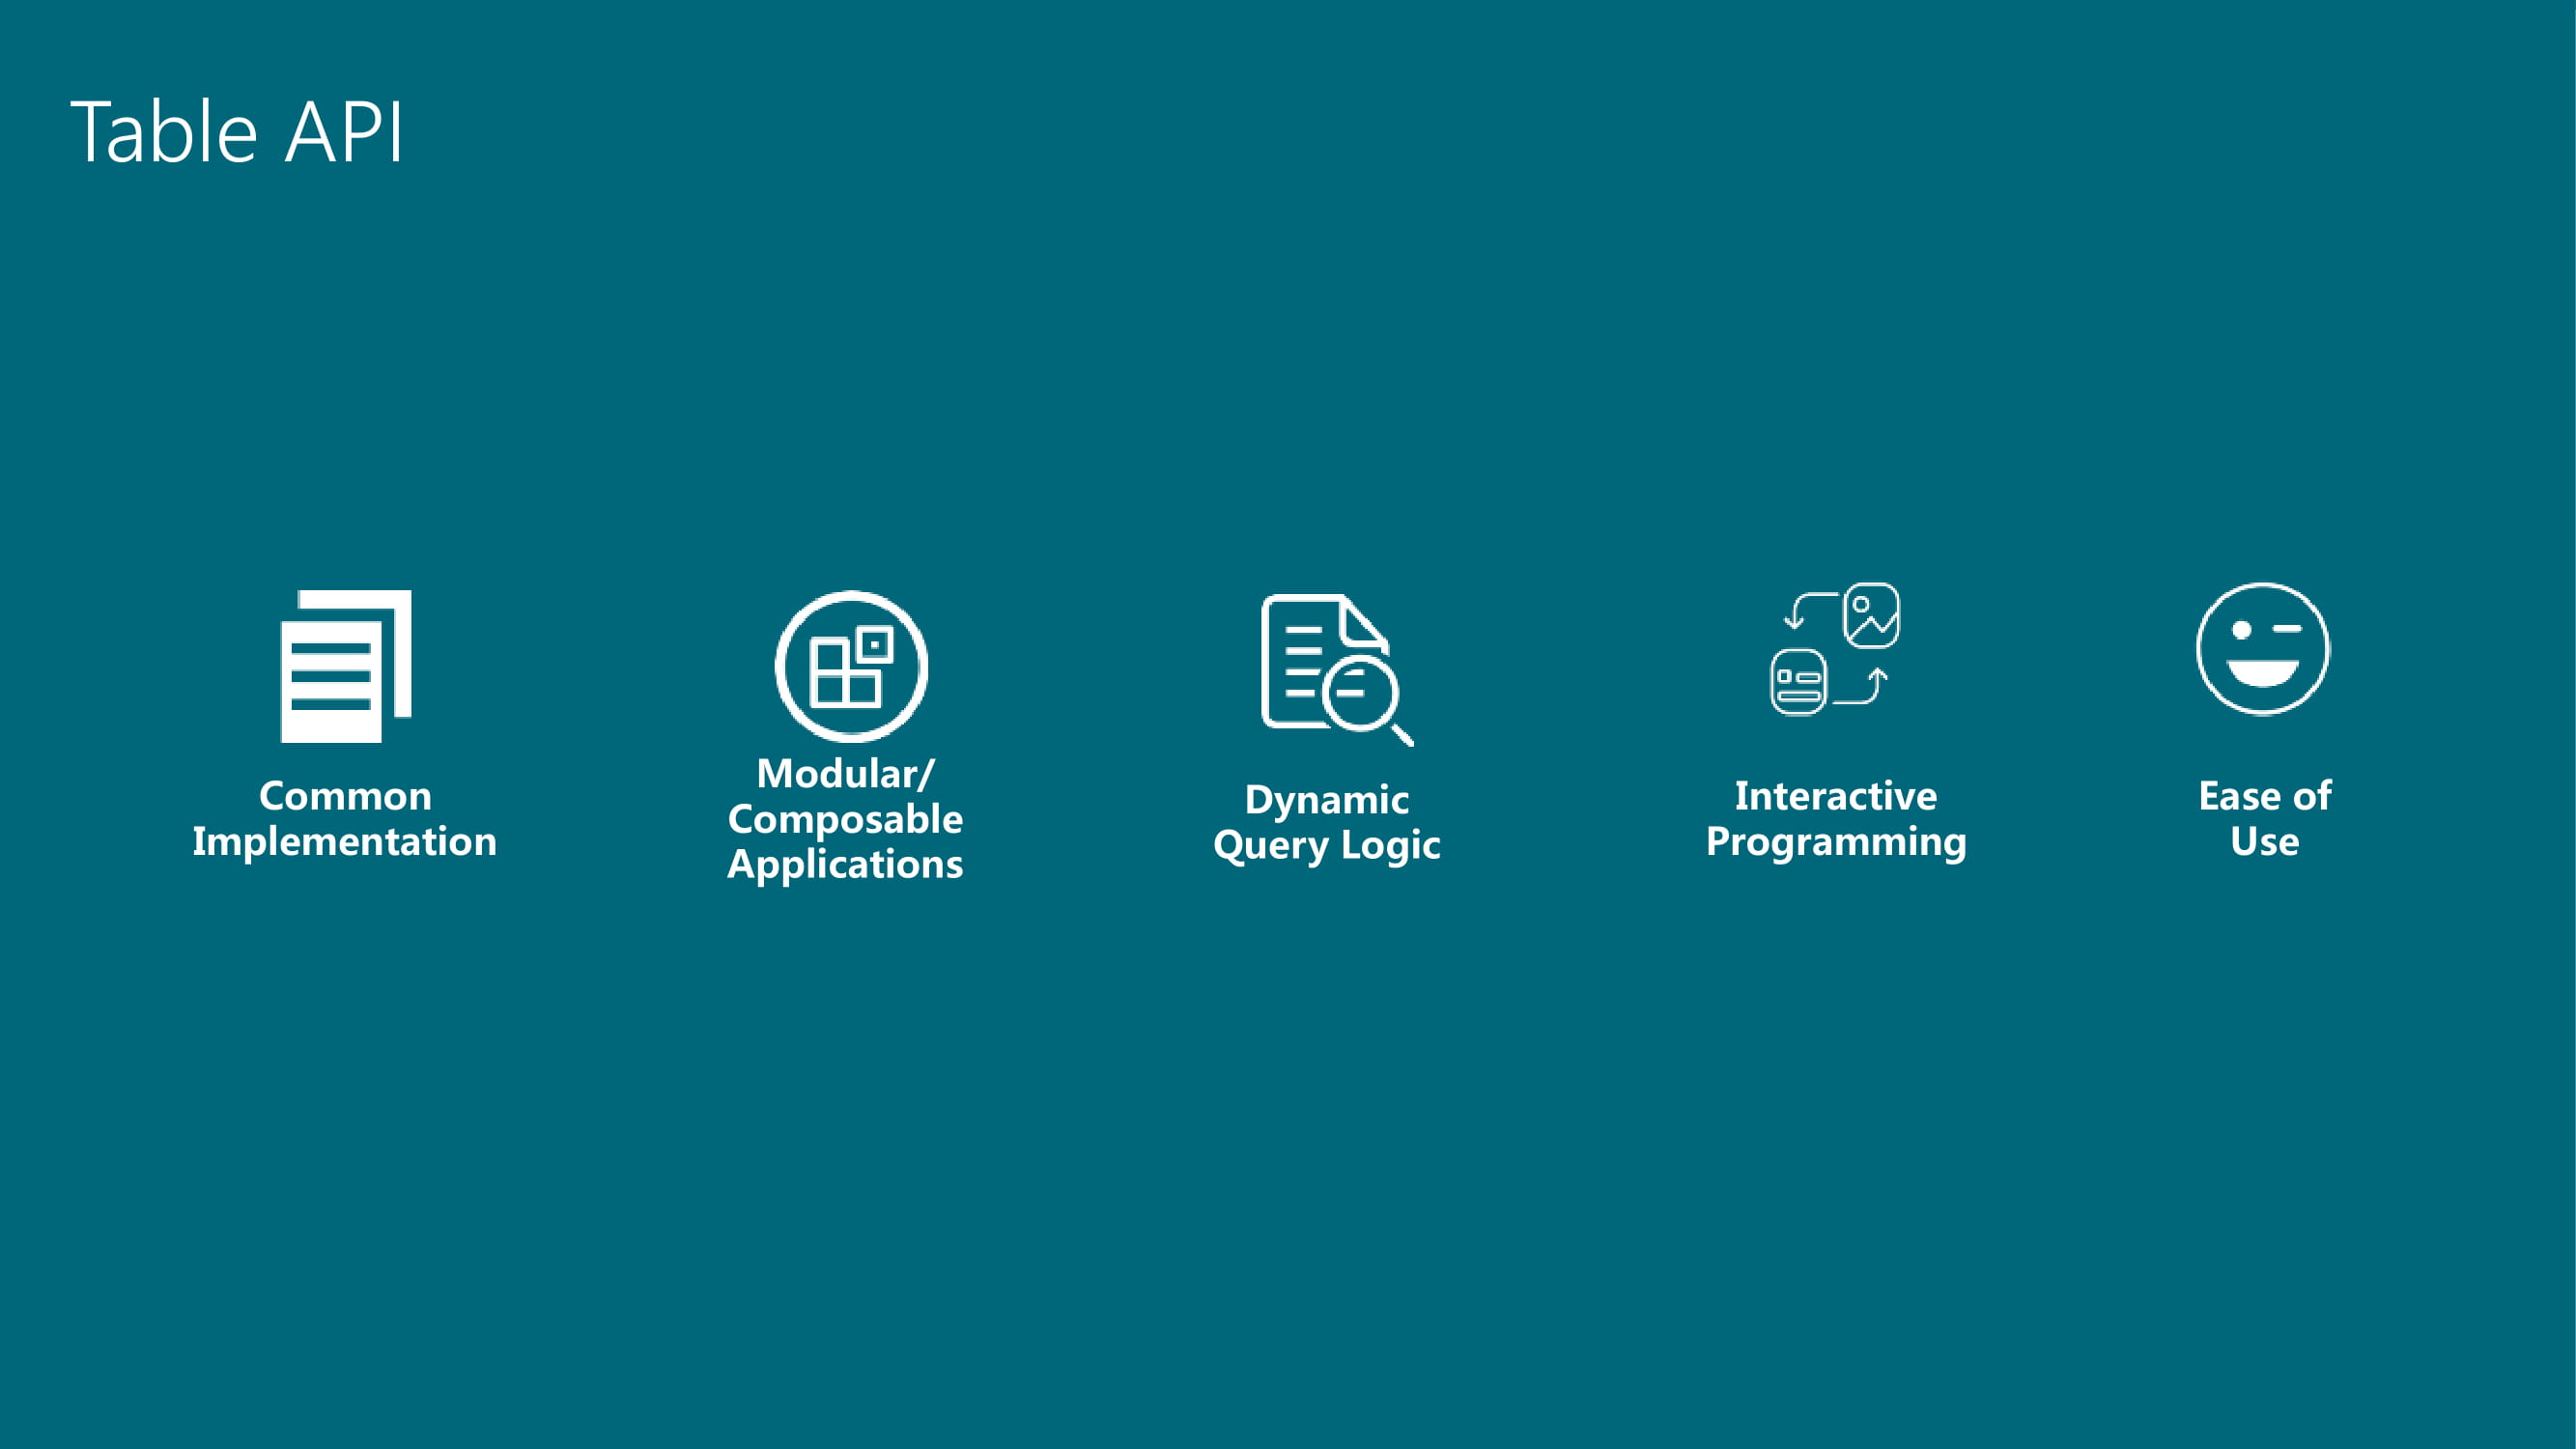 Table API
Common
Implementation
Modular/
Composable
Applications
Dynamic
Query Logic
Interactive
Programming
Ease of
Use